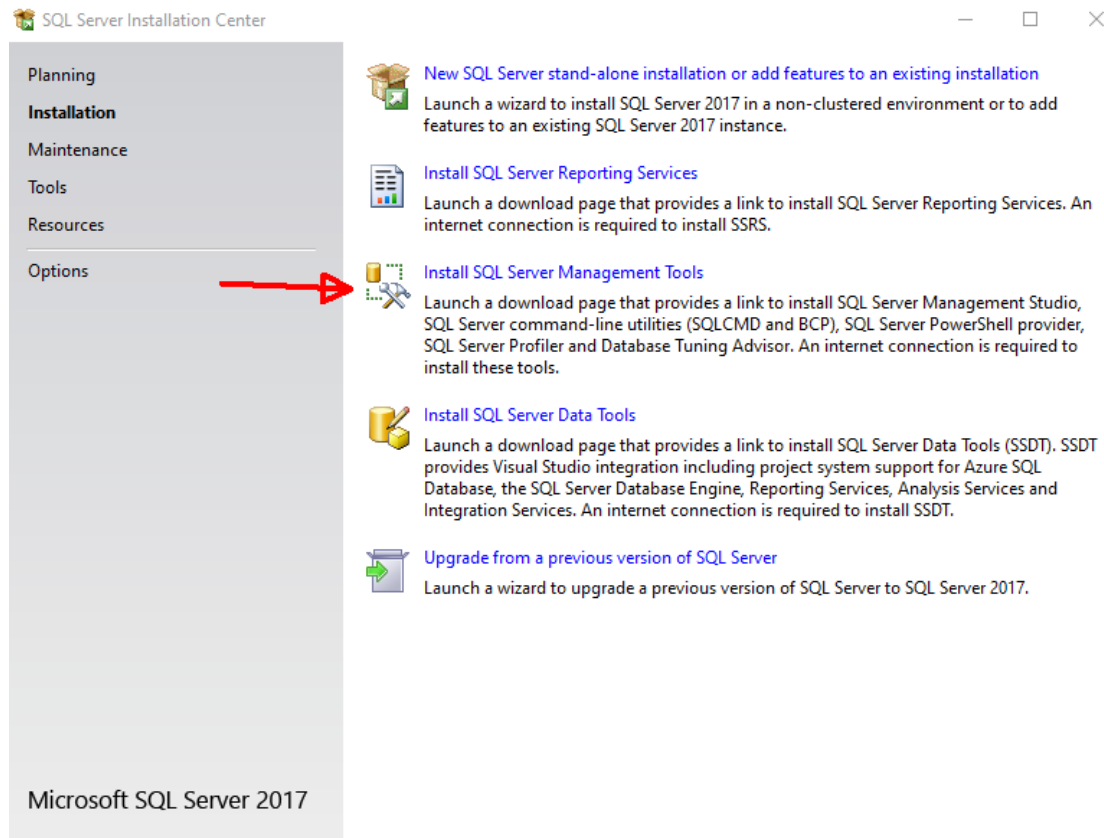 SQL Server Installation Center
Planning
Installation
Maintenance
Tools
Resources
Options
New SQL Server stand-alone installation or add features to an existing installation
Launch a wizard to install SQL Server 2017 in a non-clustered environment or to add
features to an existing SQL Server 2017 instance.
Install SQL Server Reporting Services
Launch a download page that provides a link to install SQL Server Reporting Services. An
internet connection is required to install SSRS.
Install SQL Server Management Tools
Launch a download page that provides a link to install SQL Server Management Studio,
SQL Server command-line utilities (SQLCMD and BCP), SQL Server PowerShell provider,
SQL Server Profiler and Database Tuning Advisor. An internet connection is required to
install these tools.
Install SQL Server Data Tools
Launch a download page that provides a link to install SQL Server Data Tools (SSDT). SSDT
provides Visual Studio integration including project system support for Azure SQL
Database, the SQL Server Database Engine, Reporting Services, Analysis Services and
Integration Services. An internet connection is required to install SSDT.
Upgrade from a previous version of SQL Server
Launch a wizard to upgrade a previous version of SQL Server to SQL Server 2017.
Microsoft SQL Server 2017